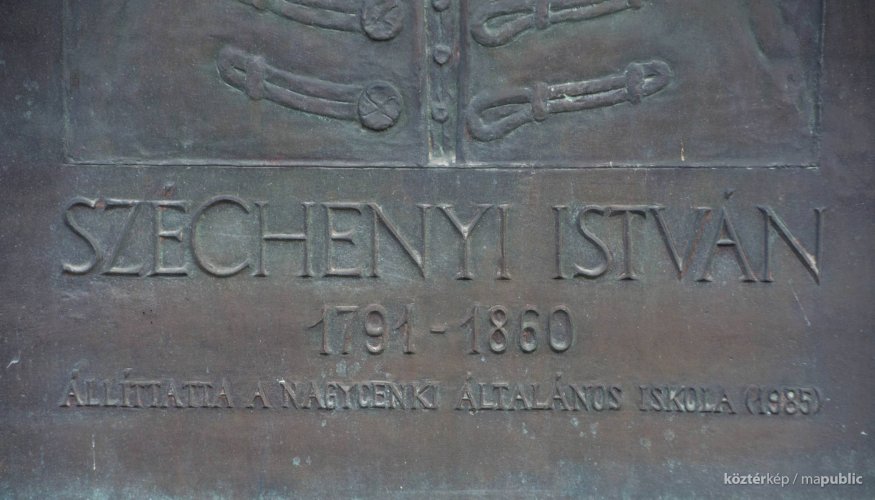 SZÉCHENYI ISTVÁN
1791-1860
ÁLLÍTTATTA A NAGYCENKI ÁLTALÁNOS ISKOLA (1985)
köztérkép / mapublic